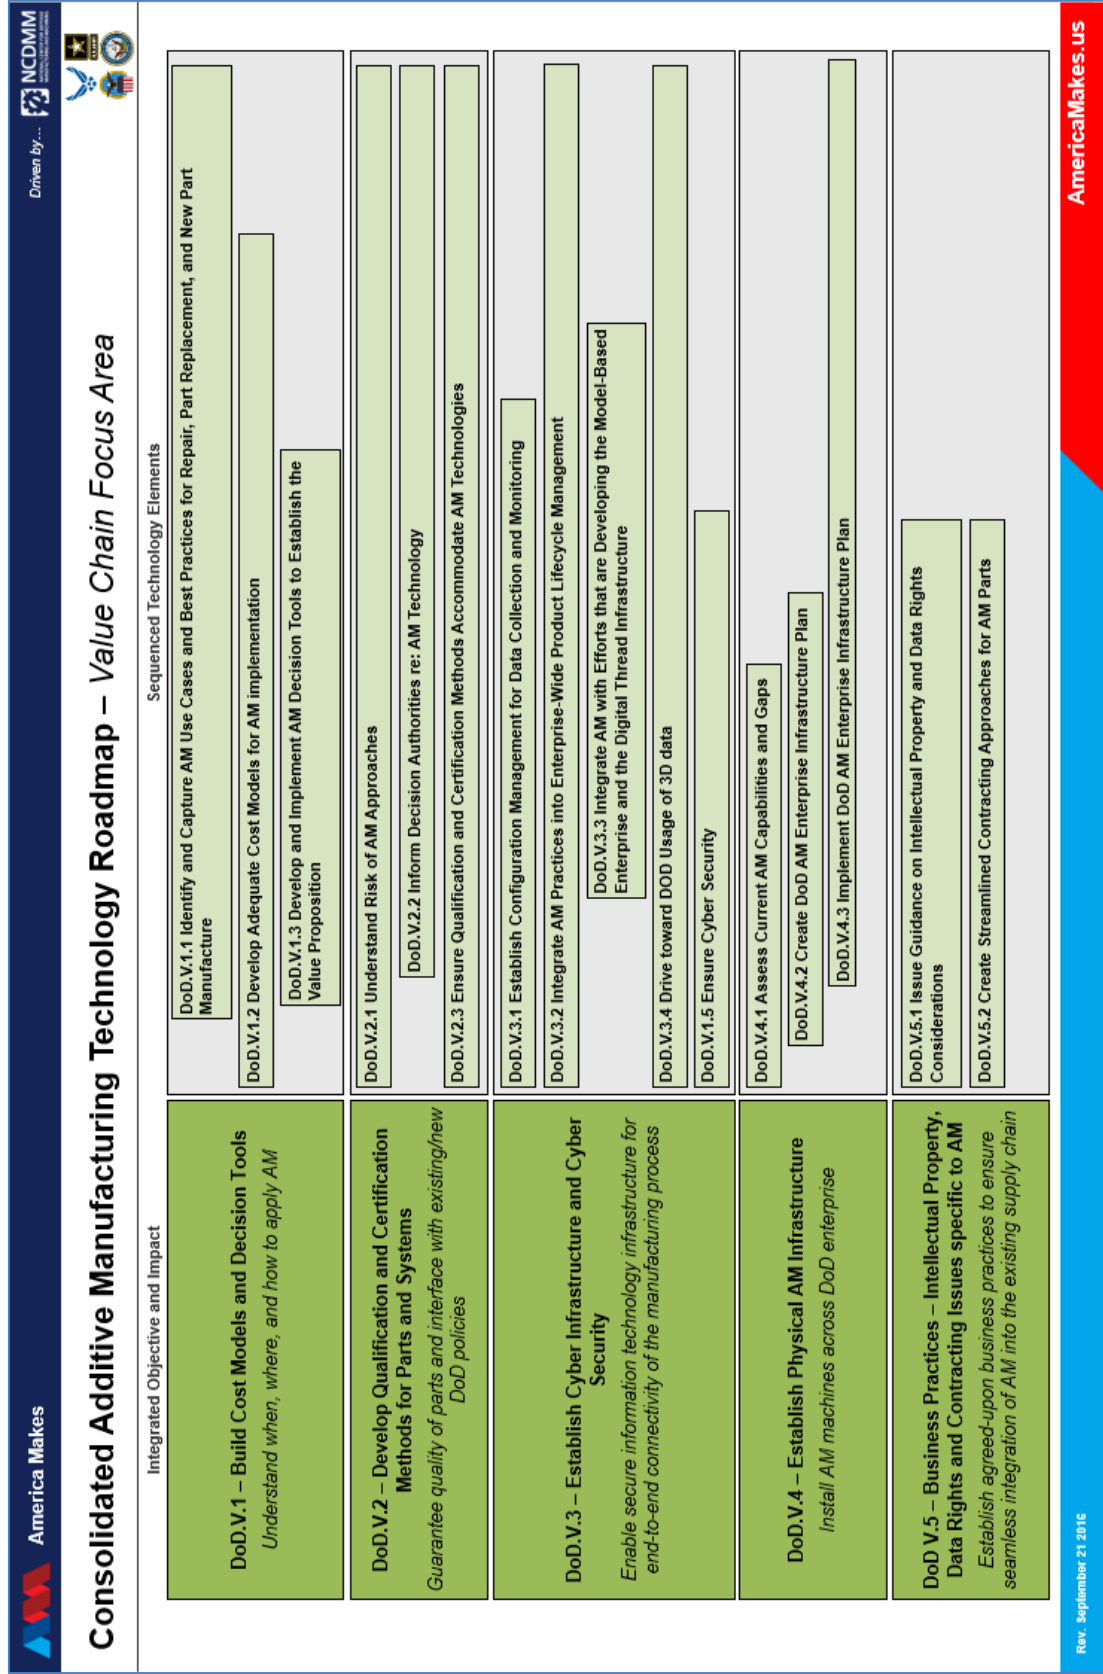 America Makes
Driven by...
NCDMM
Consolidated Additive Manufacturing Technology Roadmap – Value Chain Focus Area
Integrated Objective and Impact
Sequenced Technology Elements
DoD.V.1 – Build Cost Models and Decision Tools
Understand when, where, and how to apply AM
DoD.V.1.1 Identify and Capture AM Use Cases and Best Practices for Repair, Part Replacement, and New Part
Manufacture
DoD.V.1.2 Develop Adequate Cost Models for AM implementation
DoD.V.1.3 Develop and Implement AM Decision Tools to Establish the
Value Proposition
DoD.V.2 – Develop Qualification and Certification
Methods for Parts and Systems
Guarantee quality of parts and interface with existing/new
DoD policies
DoD.V.2.1 Understand Risk of AM Approaches
DoD.V.2.2 Inform Decision Authorities re: AM Technology
DoD.V.2.3 Ensure Qualification and Certification Methods Accommodate AM Technologies
DoD.V.3 – Establish Cyber Infrastructure and Cyber
Security
Enable secure information technology infrastructure for
end-to-end connectivity of the manufacturing process
DoD.V.3.1 Establish Configuration Management for Data Collection and Monitoring
DoD.V.3.2 Integrate AM Practices into Enterprise-Wide Product Lifecycle Management
DoD.V.3.3 Integrate AM with Efforts that are Developing the Model-Based
Enterprise and the Digital Thread Infrastructure
DoD.V.3.4 Drive toward DOD Usage of 3D data
DoD.V.1.5 Ensure Cyber Security
DoD.V.4 – Establish Physical AM Infrastructure
Install AM machines across DoD enterprise
DoD.V.4.1 Assess Current AM Capabilities and Gaps
DoD.V.4.2 Create DoD AM Enterprise Infrastructure Plan
DoD.V.4.3 Implement DoD AM Enterprise Infrastructure Plan
DoD V.5 – Business Practices – Intellectual Property,
Data Rights and Contracting Issues specific to AM
Establish agreed-upon business practices to ensure
seamless integration of AM into the existing supply chain
DoD.V.5.1 Issue Guidance on Intellectual Property and Data Rights
Considerations
DoD.V.5.2 Create Streamlined Contracting Approaches for AM Parts
Rev. September 21 2016
AmericaMakes.us